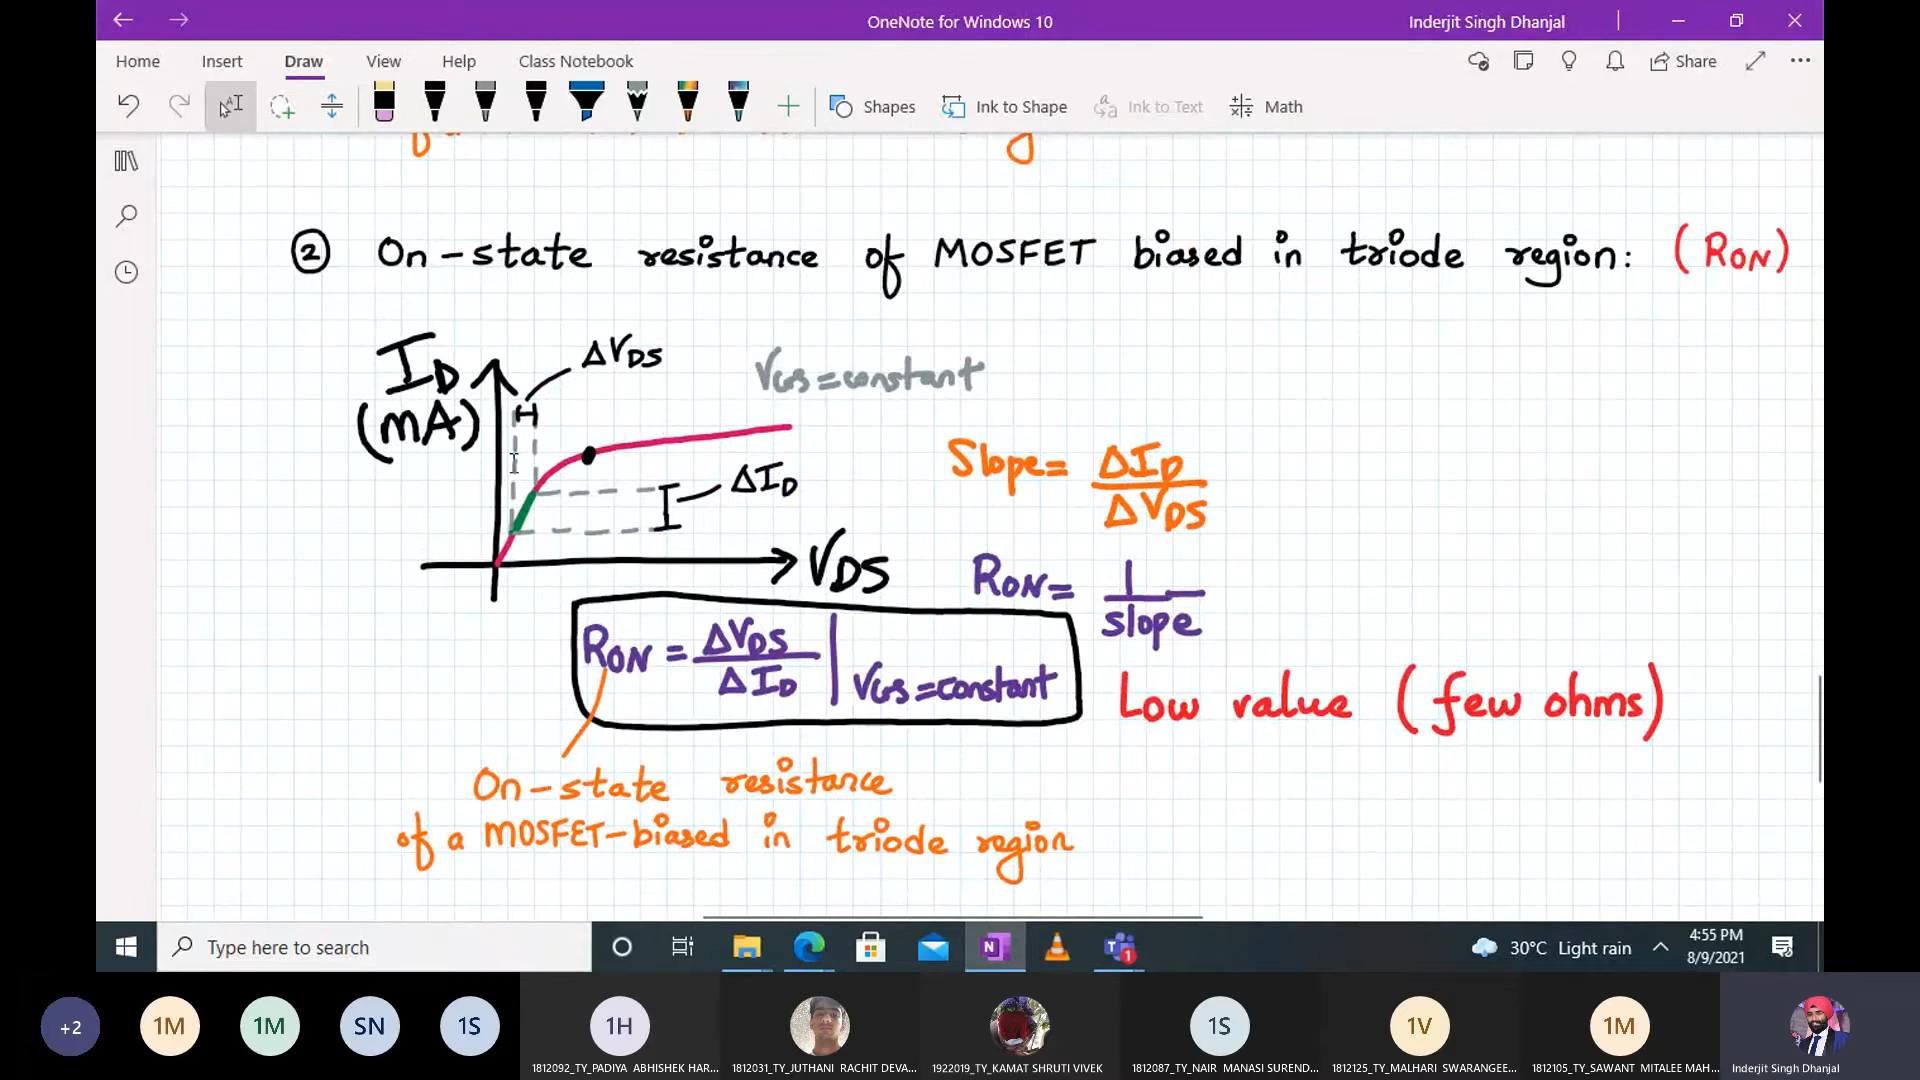 OneNote for Windows 10
Inderjit Singh Dhanjal
Home Insert Draw View Help Class Notebook
Share
Shapes Ink to Shape Ink to Text Math
② On-state resistance of MOSFET biased in triode region: (RON)
ID
(mA)
ΔVDS
VGS=constant
ΔID
VDS
Slope= ΔID
ΔVDS
RON= 1
slope
RON = ΔVDS
ΔID
VGS=constant
Low value (few ohms)
On-state resistance
of a MOSFET-biased in triode region
Type here to search
30°C Light rain
4:55 PM
8/9/2021
1
+2 1M 1M SN 1S 1H 1S 1V 1M
1812092_TY_PADIYA ABHISHEK HAR...
1812031_TY_JUTHANI RACHIT DEVA...
1922019_TY_KAMAT SHRUTI VIVEK
1812087_TY_NAIR MANASI SUREND...
1812125_TY_MALHARI SWARANGEE...
1812105_TY_SAWANT MITALEE MAH...
Inderjit Singh Dhanjal